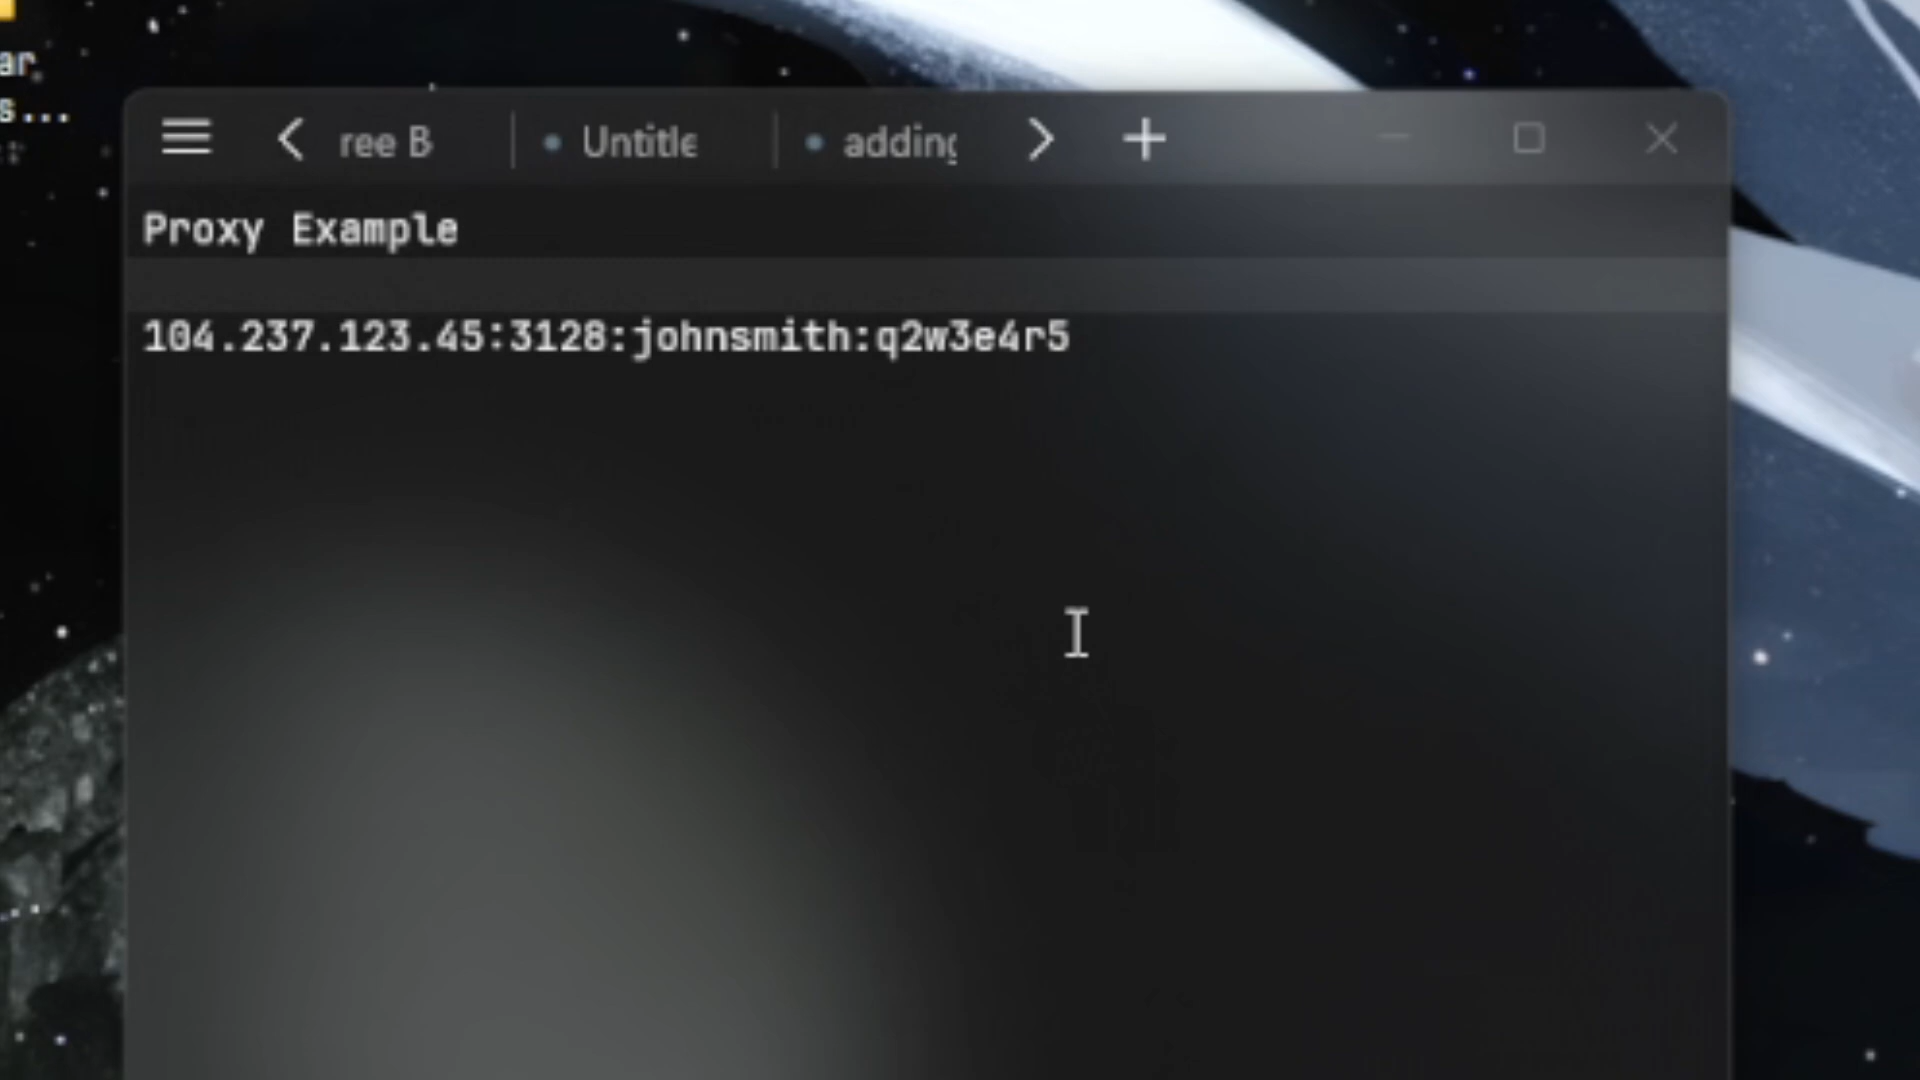 ar
s...
ree B
Untitle
adding
Proxy Example
104.237.123.45:3128:johnsmith:q2w3e4r5